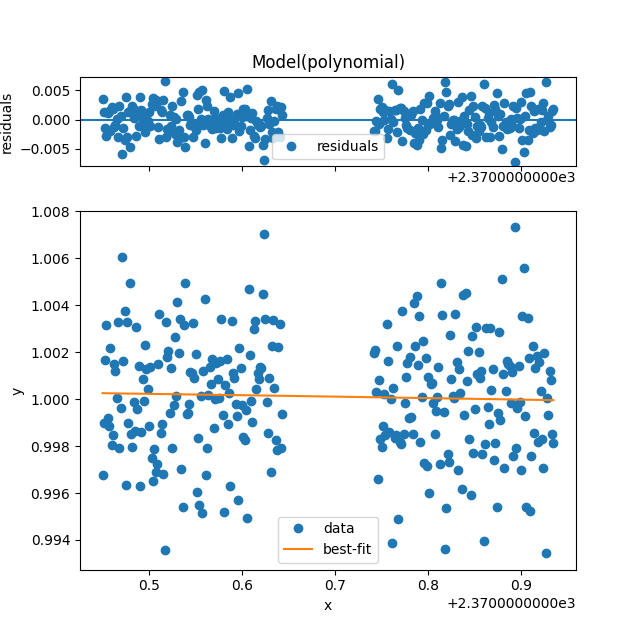 Model(polynomial)
0.005
0.000
−0.005
residuals
residuals
+2.3700000000e3
1.008
1.006
1.004
1.002
1.000
0.998
0.996
0.994
y
data
best-fit
0.5
0.6
0.7
0.8
0.9
x
+2.3700000000e3